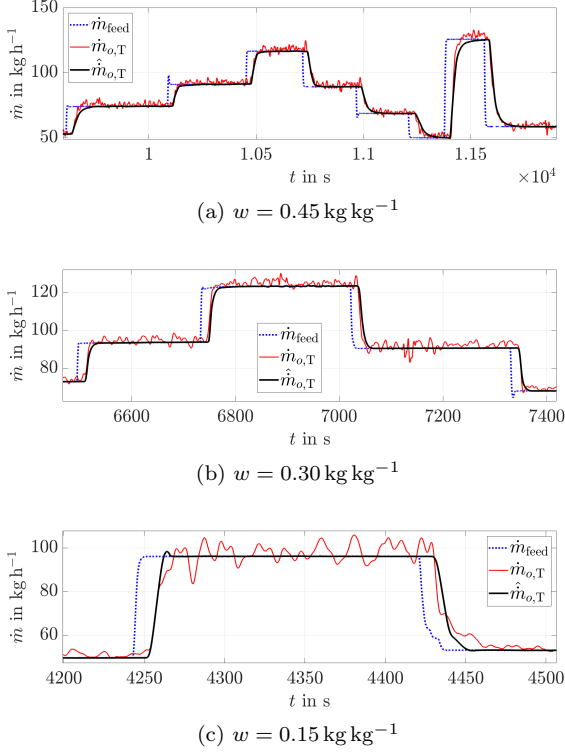 ṁ in kg h⁻¹
150
100
50
ṁ_feed
ṁ_o,T
m̂̇_o,T
1
1.05
1.1
1.15
×10⁴
t in s
(a) w = 0.45 kg kg⁻¹
ṁ in kg h⁻¹
120
100
80
ṁ_feed
ṁ_o,T
m̂̇_o,T
6600
6800
7000
7200
7400
t in s
(b) w = 0.30 kg kg⁻¹
ṁ in kg h⁻¹
100
80
60
ṁ_feed
ṁ_o,T
m̂̇_o,T
4200
4250
4300
4350
4400
4450
4500
t in s
(c) w = 0.15 kg kg⁻¹